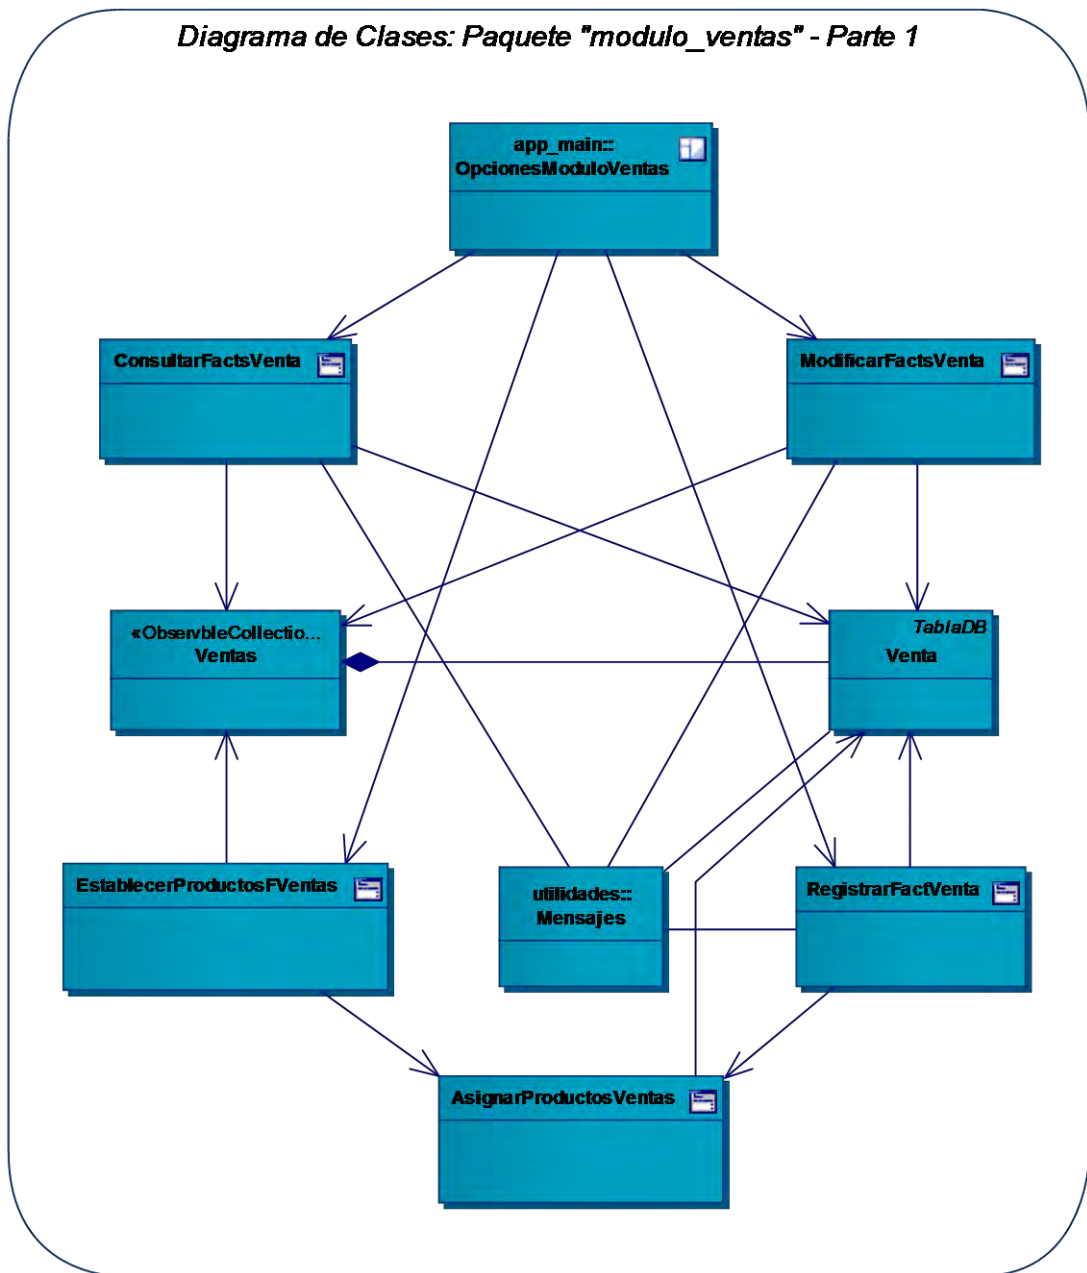 Diagrama de Clases: Paquete "modulo_ventas" - Parte 1
app_main::
OpcionesModuloVentas
ConsultarFactsVenta
ModificarFactsVenta
«ObservbleCollectio...
Ventas
TablaDB
Venta
EstablecerProductosFVentas
utilidades::
Mensajes
RegistrarFactVenta
AsignarProductosVentas